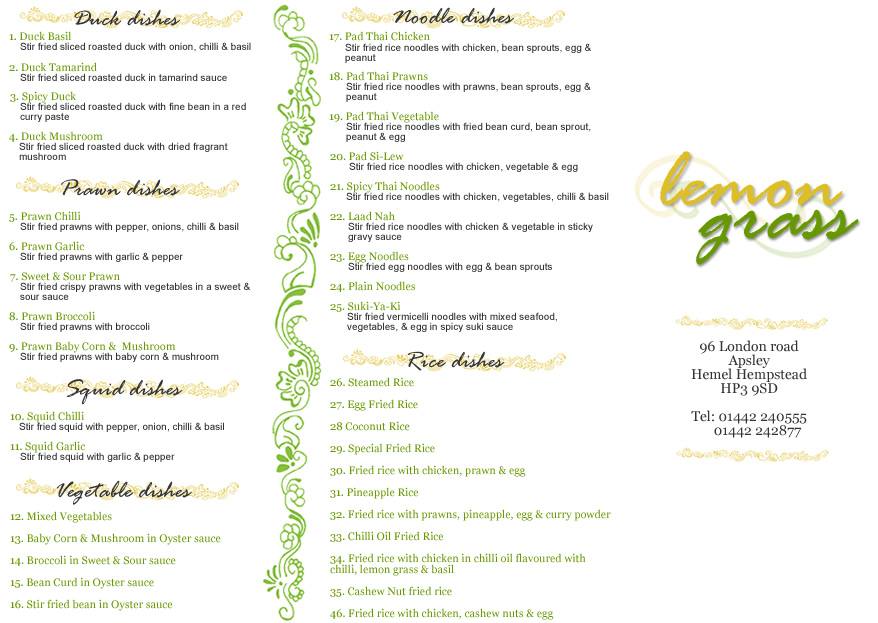 Duck dishes
1. Duck Basil
Stir fried sliced roasted duck with onion, chilli & basil
2. Duck Tamarind
Stir fried sliced roasted duck in tamarind sauce
3. Spicy Duck
Stir fried sliced roasted duck with fine bean in a red
curry paste
4. Duck Mushroom
Stir fried sliced roasted duck with dried fragrant
mushroom
Prawn dishes
5. Prawn Chilli
Stir fried prawns with pepper, onions, chilli & basil
6. Prawn Garlic
Stir fried prawns with garlic & pepper
7. Sweet & Sour Prawn
Stir fried crispy prawns with vegetables in a sweet &
sour sauce
8. Prawn Broccoli
Stir fried prawns with broccoli
9. Prawn Baby Corn & Mushroom
Stir fried prawns with baby corn & mushroom
Squid dishes
10. Squid Chilli
Stir fried squid with pepper, onion, chilli & basil
11. Squid Garlic
Stir fried squid with garlic & pepper
Vegetable dishes
12. Mixed Vegetables
13. Baby Corn & Mushroom in Oyster sauce
14. Broccoli in Sweet & Sour sauce
15. Bean Curd in Oyster sauce
16. Stir fried bean in Oyster sauce
Noodle dishes
17. Pad Thai Chicken
Stir fried rice noodles with chicken, bean sprouts, egg &
peanut
18. Pad Thai Prawns
Stir fried rice noodles with prawns, bean sprouts, egg &
peanut
19. Pad Thai Vegetable
Stir fried rice noodles with fried bean curd, bean sprout,
peanut & egg
20. Pad Si-Lew
Stir fried rice noodles with chicken, vegetable & egg
21. Spicy Thai Noodles
Stir fried rice noodles with chicken, vegetables, chilli & basil
22. Laad Nah
Stir fried rice noodles with chicken & vegetable in sticky
gravy sauce
23. Egg Noodles
Stir fried egg noodles with egg & bean sprouts
24. Plain Noodles
25. Suki-Ya-Ki
Stir fried vermicelli noodles with mixed seafood,
vegetables, & egg in spicy suki sauce
Rice dishes
26. Steamed Rice
27. Egg Fried Rice
28 Coconut Rice
29. Special Fried Rice
30. Fried rice with chicken, prawn & egg
31. Pineapple Rice
32. Fried rice with prawns, pineapple, egg & curry powder
33. Chilli Oil Fried Rice
34. Fried rice with chicken in chilli oil flavoured with
chilli, lemon grass & basil
35. Cashew Nut fried rice
46. Fried rice with chicken, cashew nuts & egg
lemon
grass
96 London road
Apsley
Hemel Hempstead
HP3 9SD
Tel: 01442 240555
01442 242877